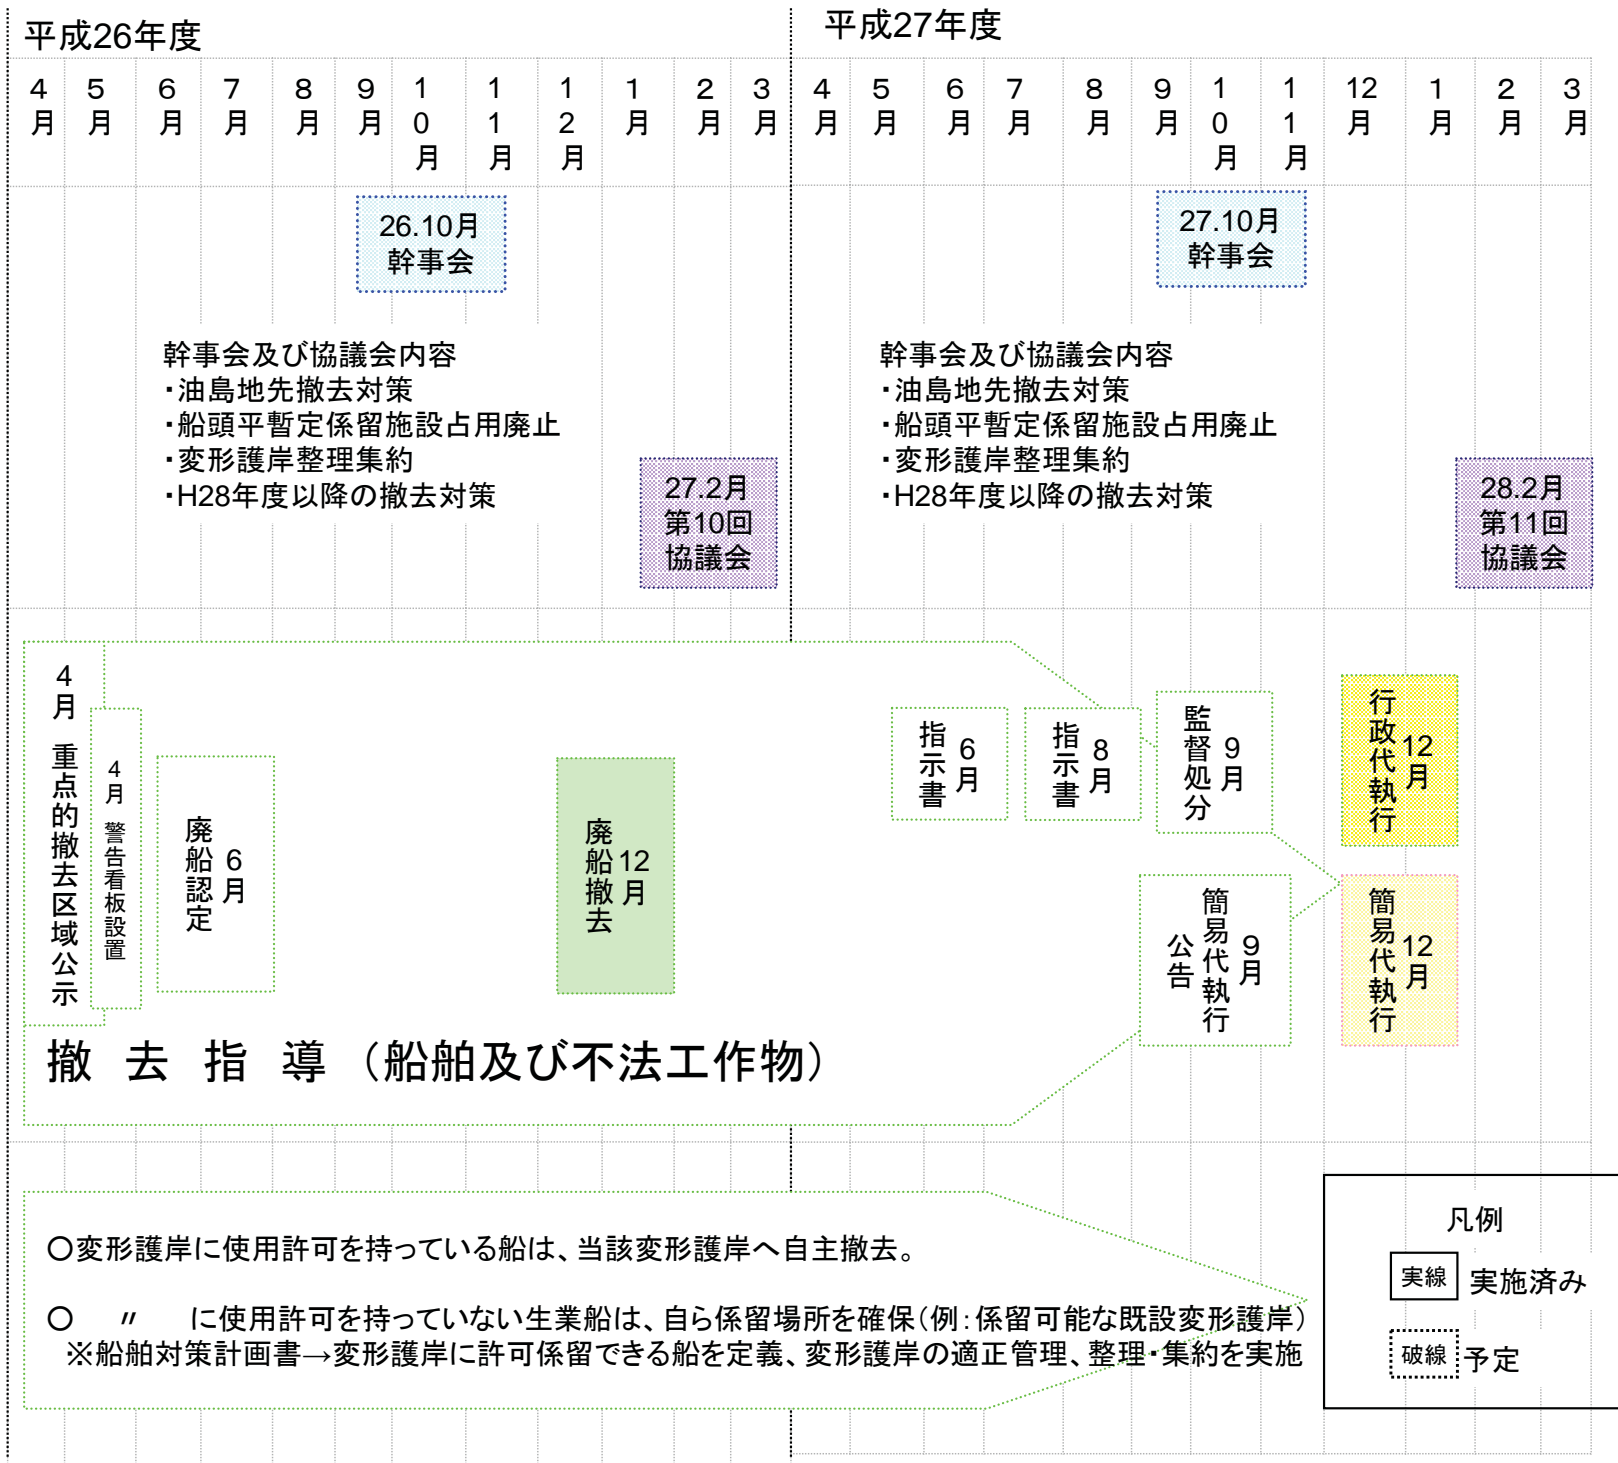 平成26年度
平成27年度
4月
5月
6月
7月
8月
9月
10月
11月
12月
1月
2月
3月
4月
5月
6月
7月
8月
9月
10月
11月
12月
1月
2月
3月
26.10月
幹事会
27.10月
幹事会
幹事会及び協議会内容
・油島地先撤去対策
・船頭平暫定係留施設占用廃止
・変形護岸整理集約
・H28年度以降の撤去対策
27.2月
第10回
協議会
幹事会及び協議会内容
・油島地先撤去対策
・船頭平暫定係留施設占用廃止
・変形護岸整理集約
・H28年度以降の撤去対策
28.2月
第11回
協議会
4月 重点的撤去区域公示
4月 警告看板設置
6月
廃船認定
12月
廃船撤去
6月
指示書
8月
指示書
9月
監督処分
12月
行政代執行
9月
簡易代執行
公告
12月
簡易代執行
撤 去 指 導 (船舶及び不法工作物)
○変形護岸に使用許可を持っている船は、当該変形護岸へ自主撤去。
○ 〃 に使用許可を持っていない生業船は、自ら係留場所を確保(例:係留可能な既設変形護岸)
※船舶対策計画書→変形護岸に許可係留できる船を定義、変形護岸の適正管理、整理・集約を実施
凡例
実線 実施済み
破線 予定